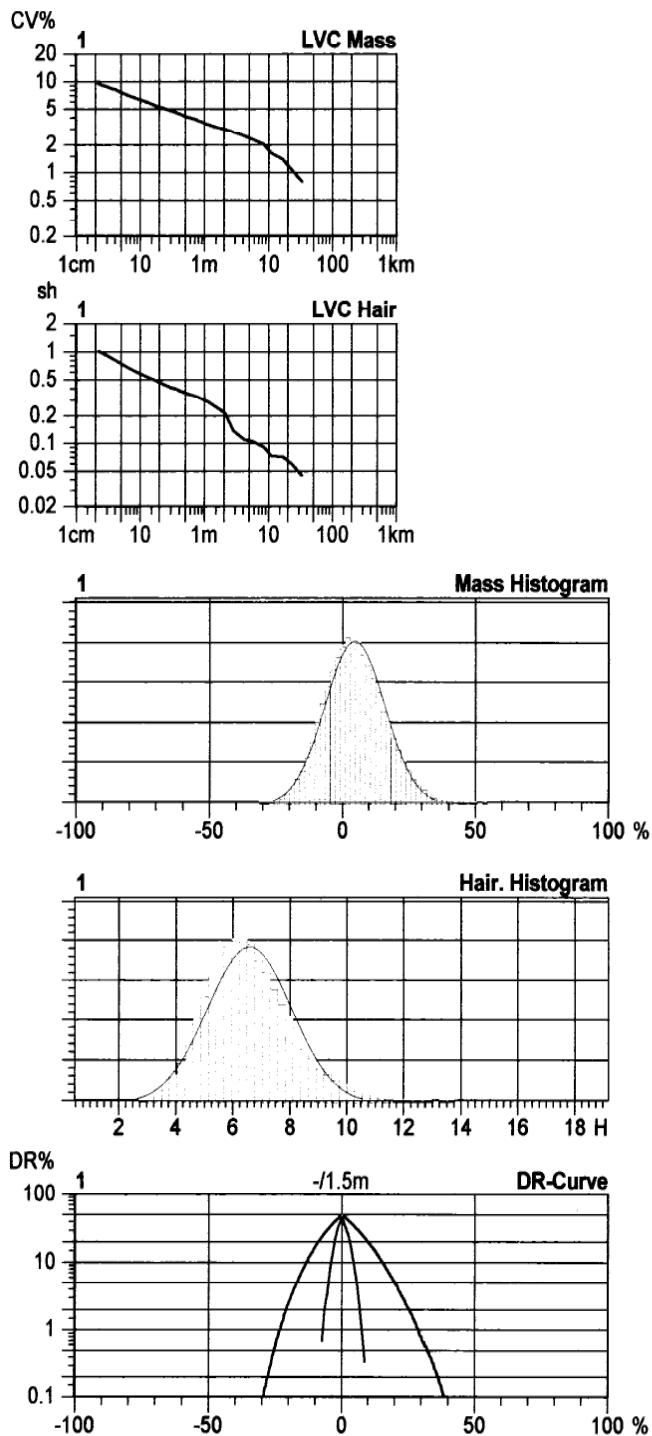 CV%
1 LVC Mass
20
10
5
2
1
0.5
0.2
1cm 10 1m 10 100 1km
sh
1 LVC Hair
2
1
0.5
0.2
0.1
0.05
0.02
1cm 10 1m 10 100 1km
1 Mass Histogram
-100 -50 0 50 100 %
1 Hair. Histogram
2 4 6 8 10 12 14 16 18 H
DR%
1 -/1.5m DR-Curve
100
10
1
0.1
-100 -50 0 50 100 %